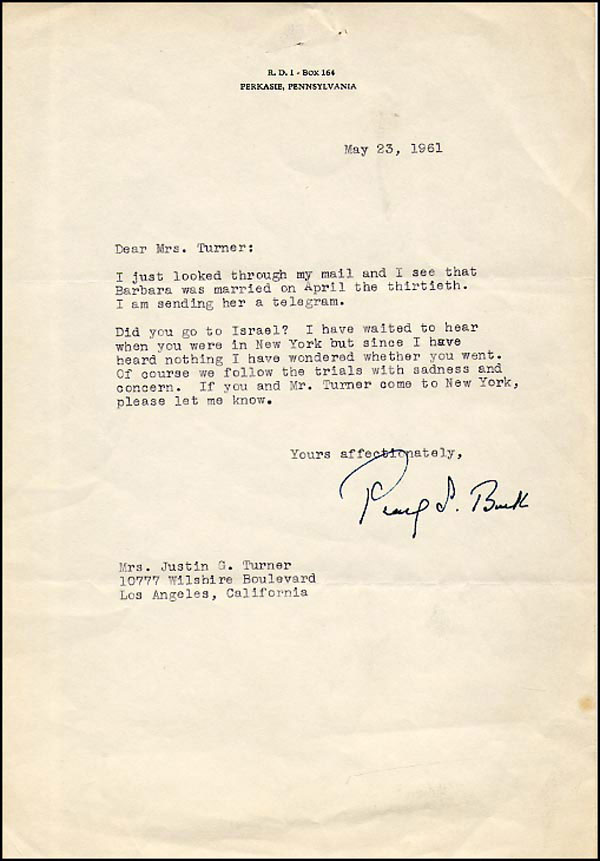 R. D. 1 - Box 164
PERKASIE, PENNSYLVANIA
May 23, 1961
Dear Mrs. Turner:
I just looked through my mail and I see that
Barbara was married on April the thirtieth.
I am sending her a telegram.
Did you go to Israel?  I have waited to hear
when you were in New York but since I have
heard nothing I have wondered whether you went.
Of course we follow the trials with sadness and
concern.  If you and Mr. Turner come to New York,
please let me know.
Yours affectionately,
Pearl S. Buck
Mrs. Justin G. Turner
10777 Wilshire Boulevard
Los Angeles, California